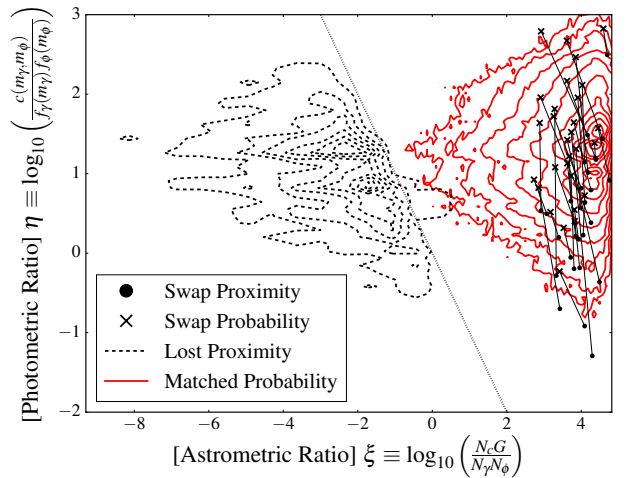 [Photometric Ratio] η ≡ log₁₀ (c(mγ,mϕ) / fγ(mγ) fϕ(mϕ))
3
2
1
0
−1
−2
Swap Proximity
Swap Probability
Lost Proximity
Matched Probability
−8 −6 −4 −2 0 2 4
[Astrometric Ratio] ξ ≡ log₁₀ (N_cG / NγNϕ)